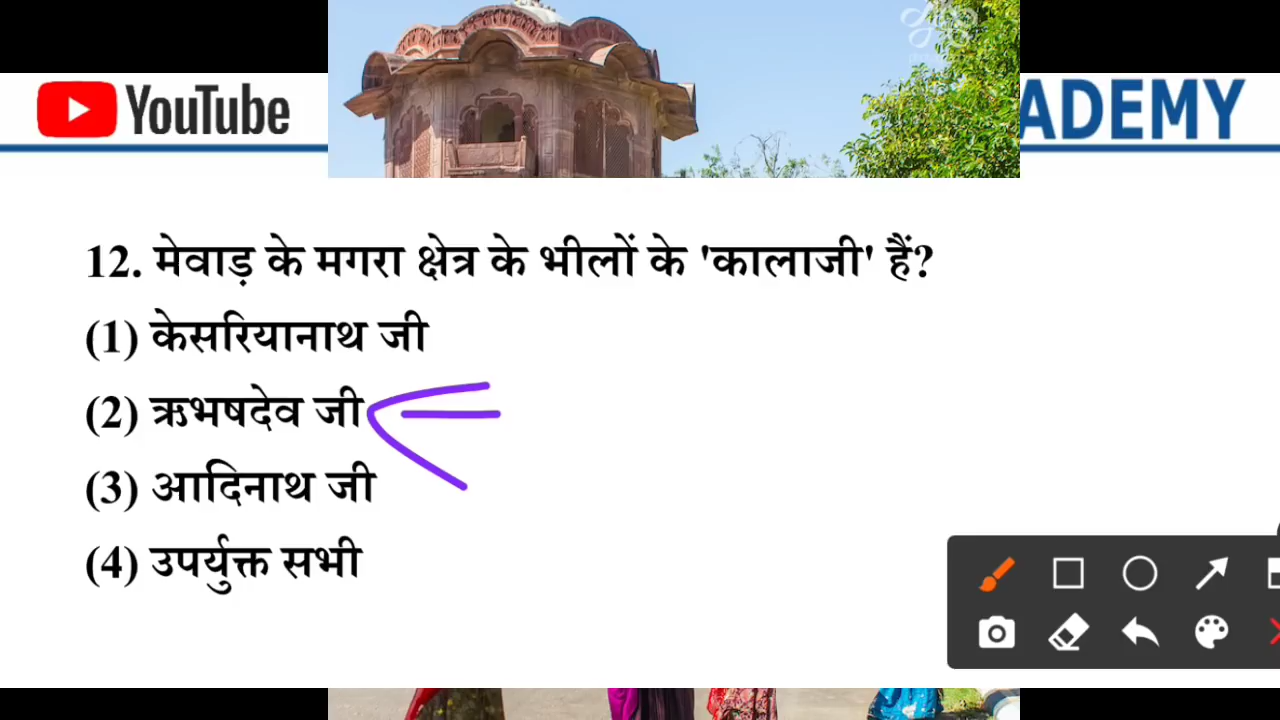 YouTube
ADEMY
12. मेवाड़ के मगरा क्षेत्र के भीलों के 'कालाजी' हैं?
(1) केसरियानाथ जी
(2) ऋभषदेव जी
(3) आदिनाथ जी
(4) उपर्युक्त सभी